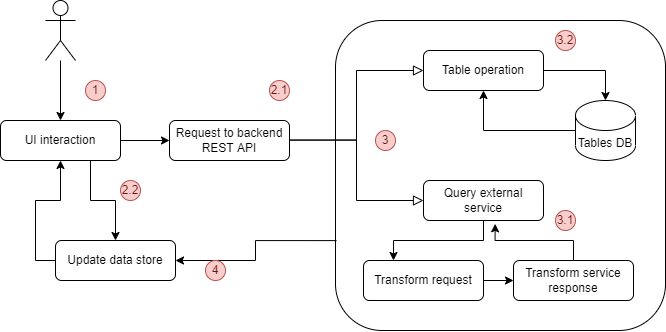 3.2
Table operation
1
2.1
Request to backend
REST API
UI interaction
3
Tables DB
2.2
Query external
service
3.1
Update data store
4
Transform request
Transform service
response